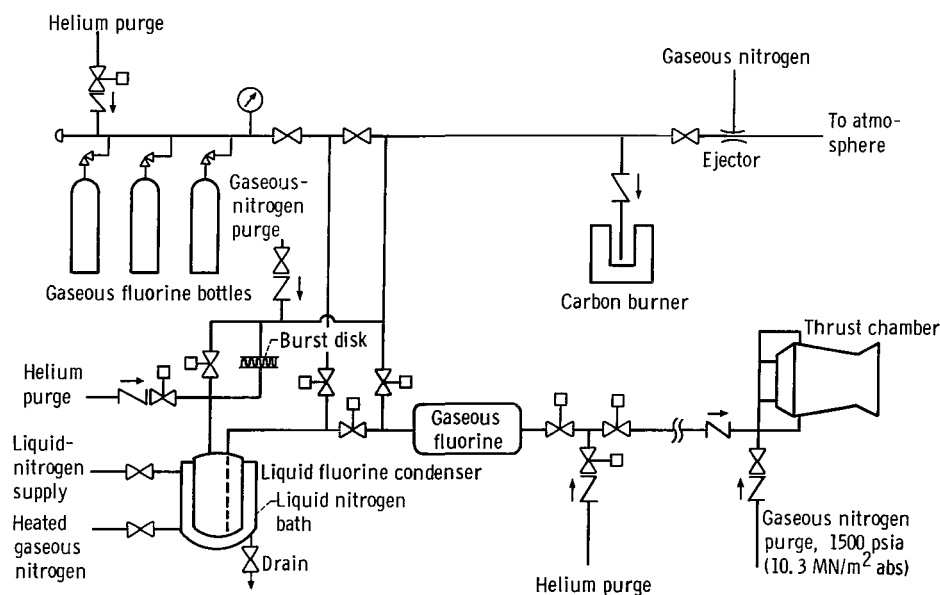 Helium purge
Gaseous nitrogen
To atmo-
sphere
Ejector
Gaseous-
nitrogen
purge
Gaseous fluorine bottles
Carbon burner
Thrust chamber
Burst disk
Helium
purge
Gaseous
fluorine
Liquid-
nitrogen
supply
Liquid fluorine condenser
Liquid nitrogen
bath
Heated
gaseous
nitrogen
Drain
Helium purge
Gaseous nitrogen
purge, 1500 psia
(10.3 MN/m² abs)